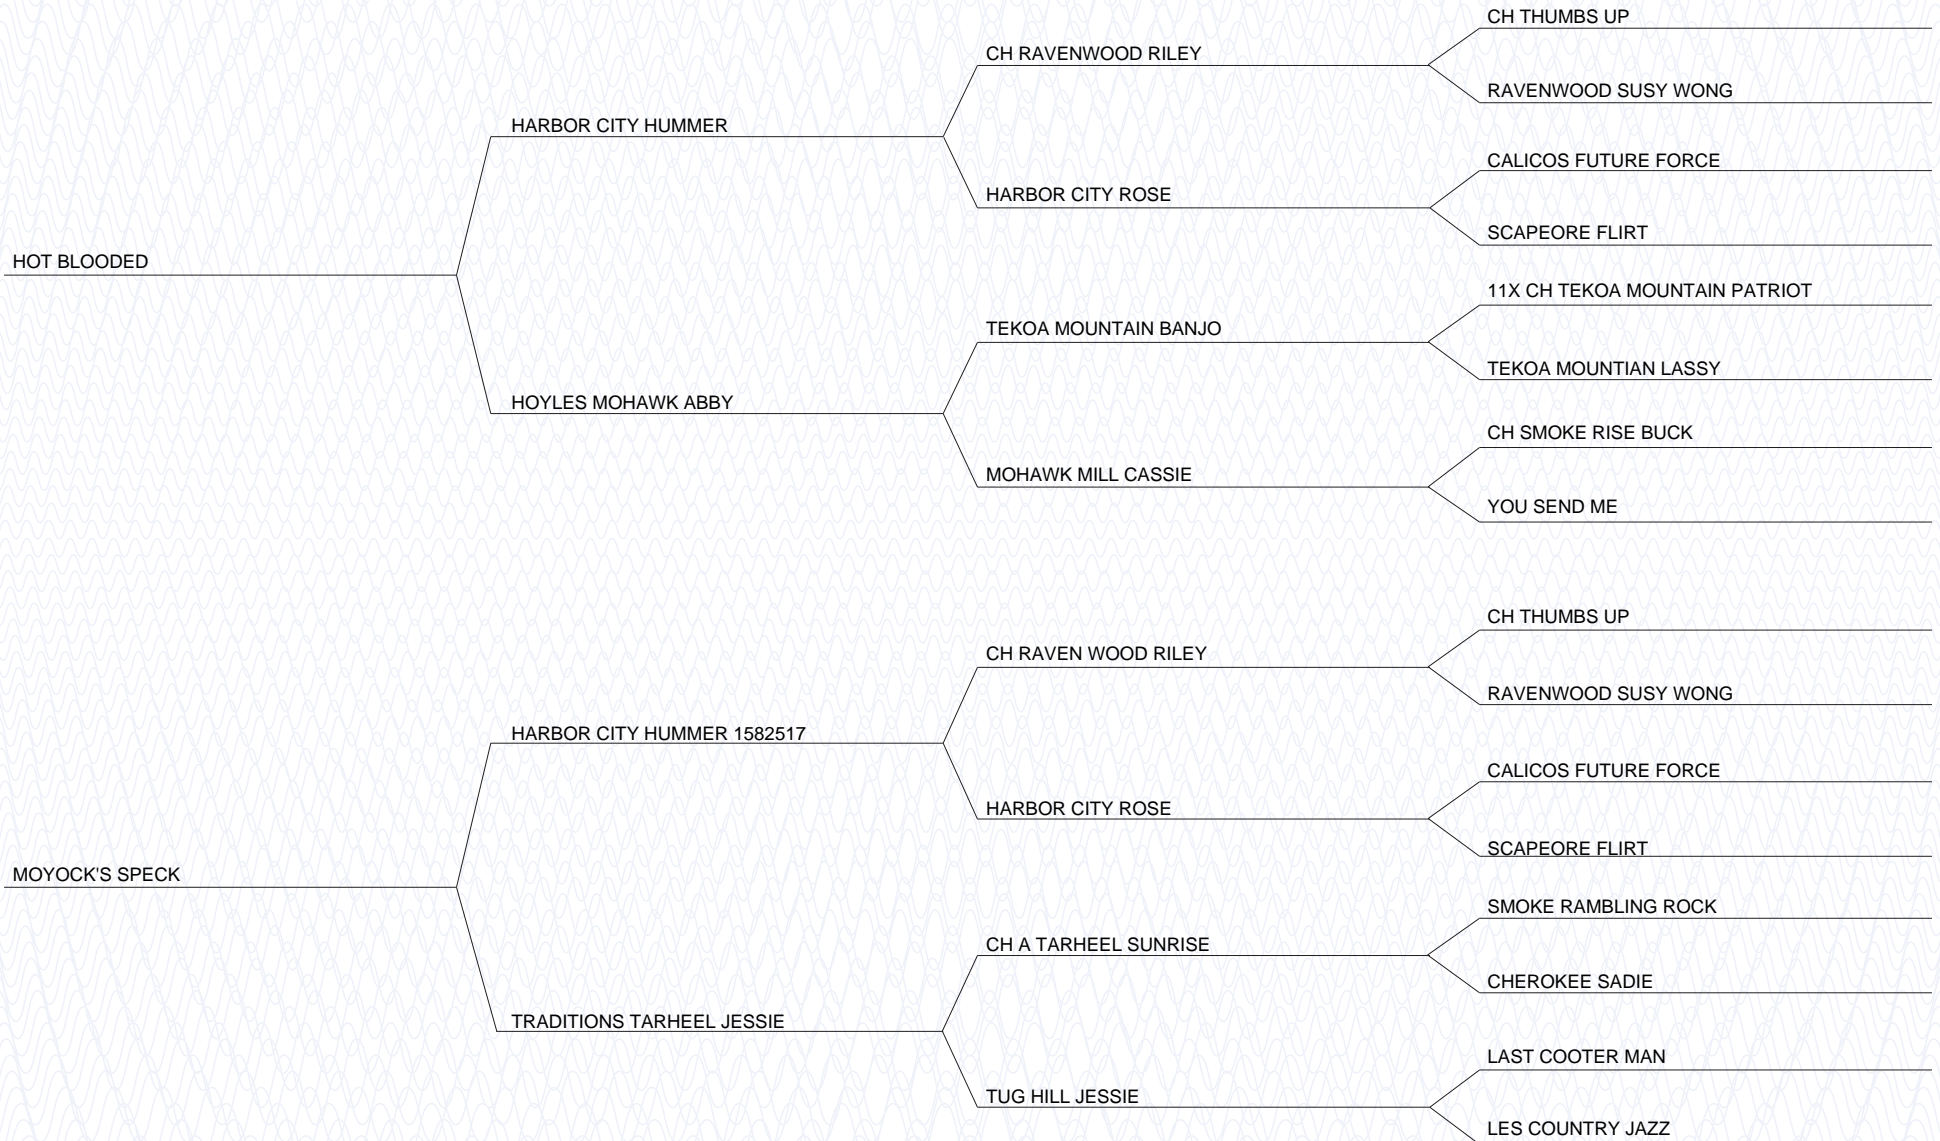 CH THUMBS UP
CH RAVENWOOD RILEY
RAVENWOOD SUSY WONG
HARBOR CITY HUMMER
CALICOS FUTURE FORCE
HARBOR CITY ROSE
SCAPEORE FLIRT
HOT BLOODED
11X CH TEKOA MOUNTAIN PATRIOT
TEKOA MOUNTAIN BANJO
TEKOA MOUNTIAN LASSY
HOYLES MOHAWK ABBY
CH SMOKE RISE BUCK
MOHAWK MILL CASSIE
YOU SEND ME
CH THUMBS UP
CH RAVEN WOOD RILEY
RAVENWOOD SUSY WONG
HARBOR CITY HUMMER 1582517
CALICOS FUTURE FORCE
HARBOR CITY ROSE
SCAPEORE FLIRT
MOYOCK'S SPECK
SMOKE RAMBLING ROCK
CH A TARHEEL SUNRISE
CHEROKEE SADIE
TRADITIONS TARHEEL JESSIE
LAST COOTER MAN
TUG HILL JESSIE
LES COUNTRY JAZZ